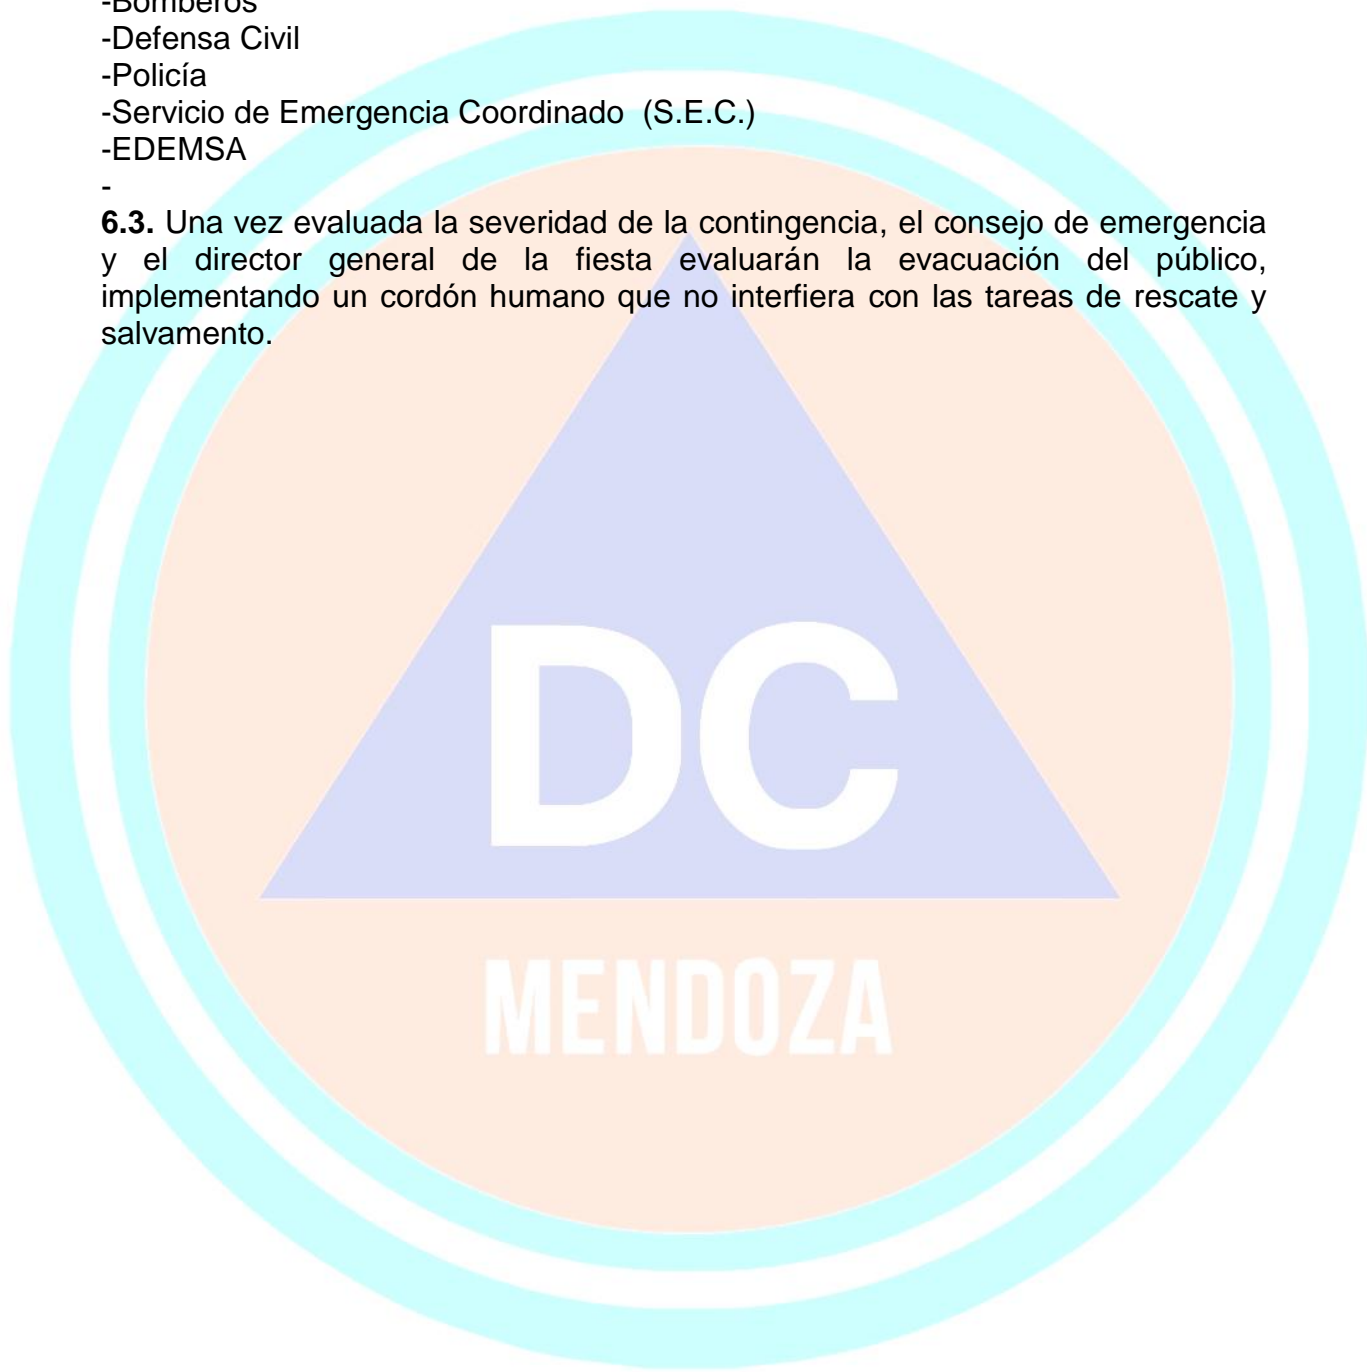 -Bomberos
-Defensa Civil
-Policía
-Servicio de Emergencia Coordinado  (S.E.C.)
-EDEMSA
-
6.3. Una vez evaluada la severidad de la contingencia, el consejo de emergencia
y el director general de la fiesta evaluarán la evacuación del público,
implementando un cordón humano que no interfiera con las tareas de rescate y
salvamento.
DC
MENDOZA